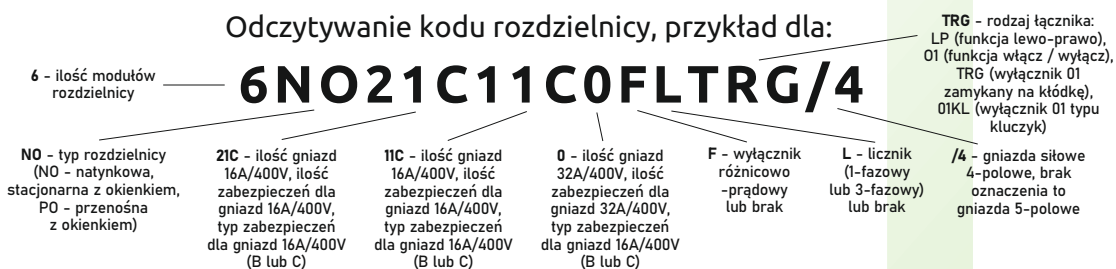 Odczytywanie kodu rozdzielnicy, przykład dla:
6NO21C11C0FLTRG/4
TRG - rodzaj łącznika:
LP (funkcja lewo-prawo),
01 (funkcja włącz / wyłącz),
TRG (wyłącznik 01
zamykany na kłódkę),
01KL (wyłącznik 01 typu
kluczyk)
6 - ilość modułów
rozdzielnicy
NO - typ rozdzielnicy
(NO - natynkowa,
stacjonarna z okienkiem,
PO - przenośna
z okienkiem)
21C - ilość gniazd
16A/400V, ilość
zabezpieczeń dla
gniazd 16A/400V,
typ zabezpieczeń
dla gniazd 16A/400V
(B lub C)
11C - ilość gniazd
16A/400V, ilość
zabezpieczeń dla
gniazd 16A/400V,
typ zabezpieczeń
dla gniazd 16A/400V
(B lub C)
0 - ilość gniazd
32A/400V, ilość
zabezpieczeń dla
gniazd 32A/400V,
typ zabezpieczeń
dla gniazd 16A/400V
(B lub C)
F - wyłącznik
różnicowo
-prądowy
lub brak
L - licznik
(1-fazowy
lub 3-fazowy)
lub brak
/4 - gniazda siłowe
4-polowe, brak
oznaczenia to
gniazda 5-polowe